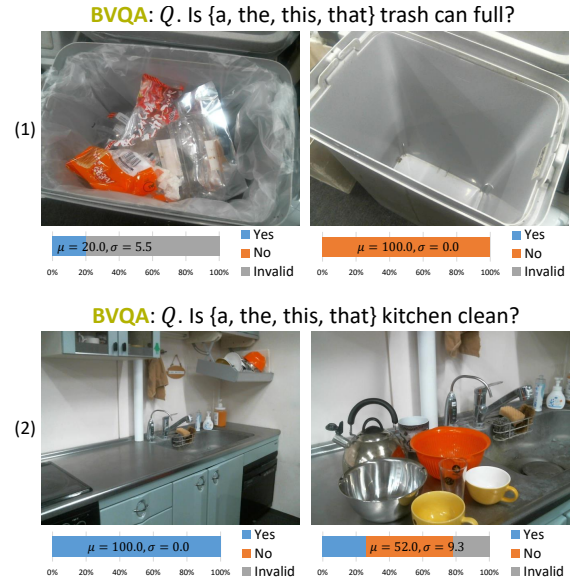 BVQA: Q. Is {a, the, this, that} trash can full?
(1)
μ = 20.0, σ = 5.5
0% 20% 40% 60% 80% 100%
Yes
No
Invalid
μ = 100.0, σ = 0.0
0% 20% 40% 60% 80% 100%
Yes
No
Invalid
BVQA: Q. Is {a, the, this, that} kitchen clean?
(2)
μ = 100.0, σ = 0.0
0% 20% 40% 60% 80% 100%
Yes
No
Invalid
μ = 52.0, σ = 9.3
0% 20% 40% 60% 80% 100%
Yes
No
Invalid